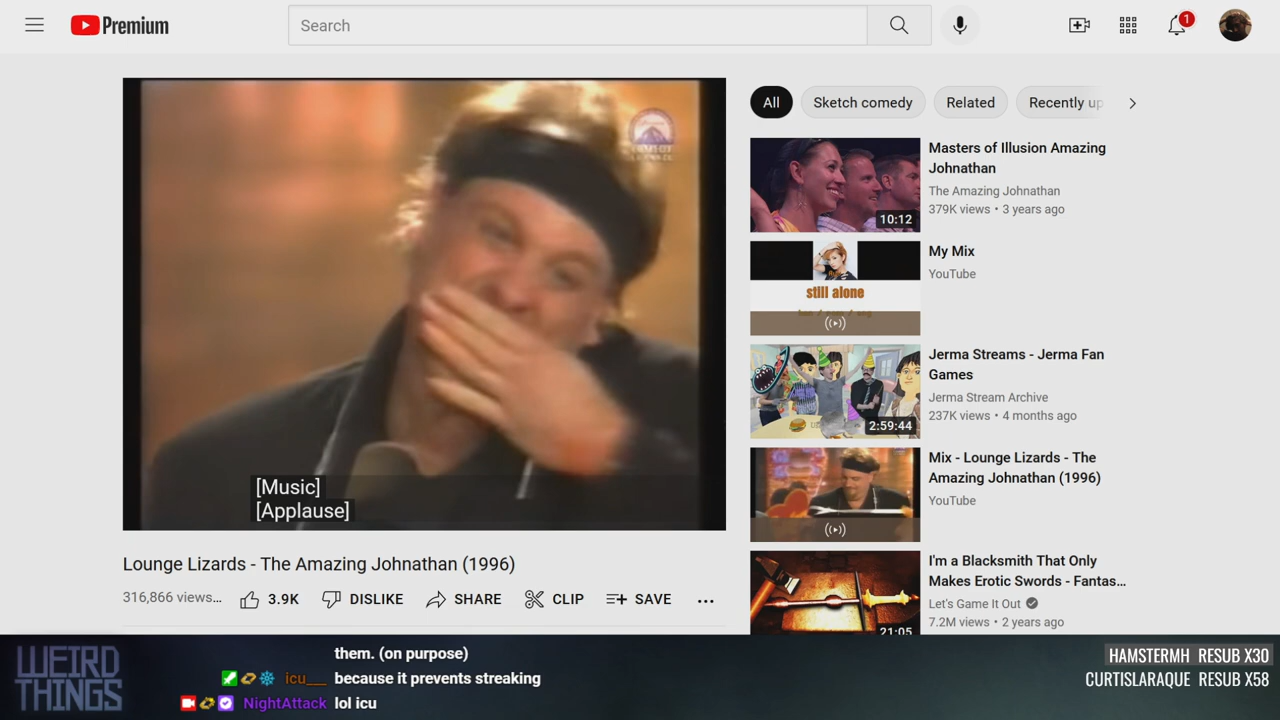 Premium
Search
1
[Music]
[Applause]
Lounge Lizards - The Amazing Johnathan (1996)
316,866 views...
3.9K
DISLIKE
SHARE
CLIP
SAVE
All
Sketch comedy
Related
Recently up
Masters of Illusion Amazing
Johnathan
The Amazing Johnathan
379K views • 3 years ago
10:12
My Mix
YouTube
still alone
Jerma Streams - Jerma Fan
Games
Jerma Stream Archive
237K views • 4 months ago
2:59:44
Mix - Lounge Lizards - The
Amazing Johnathan (1996)
YouTube
I'm a Blacksmith That Only
Makes Erotic Swords - Fantas...
Let's Game It Out
7.2M views • 2 years ago
21:05
WEIRD
THINGS
them. (on purpose)
icu___ because it prevents streaking
NightAttack lol icu
HAMSTERMH RESUB X30
CURTISLARAQUE RESUB X58